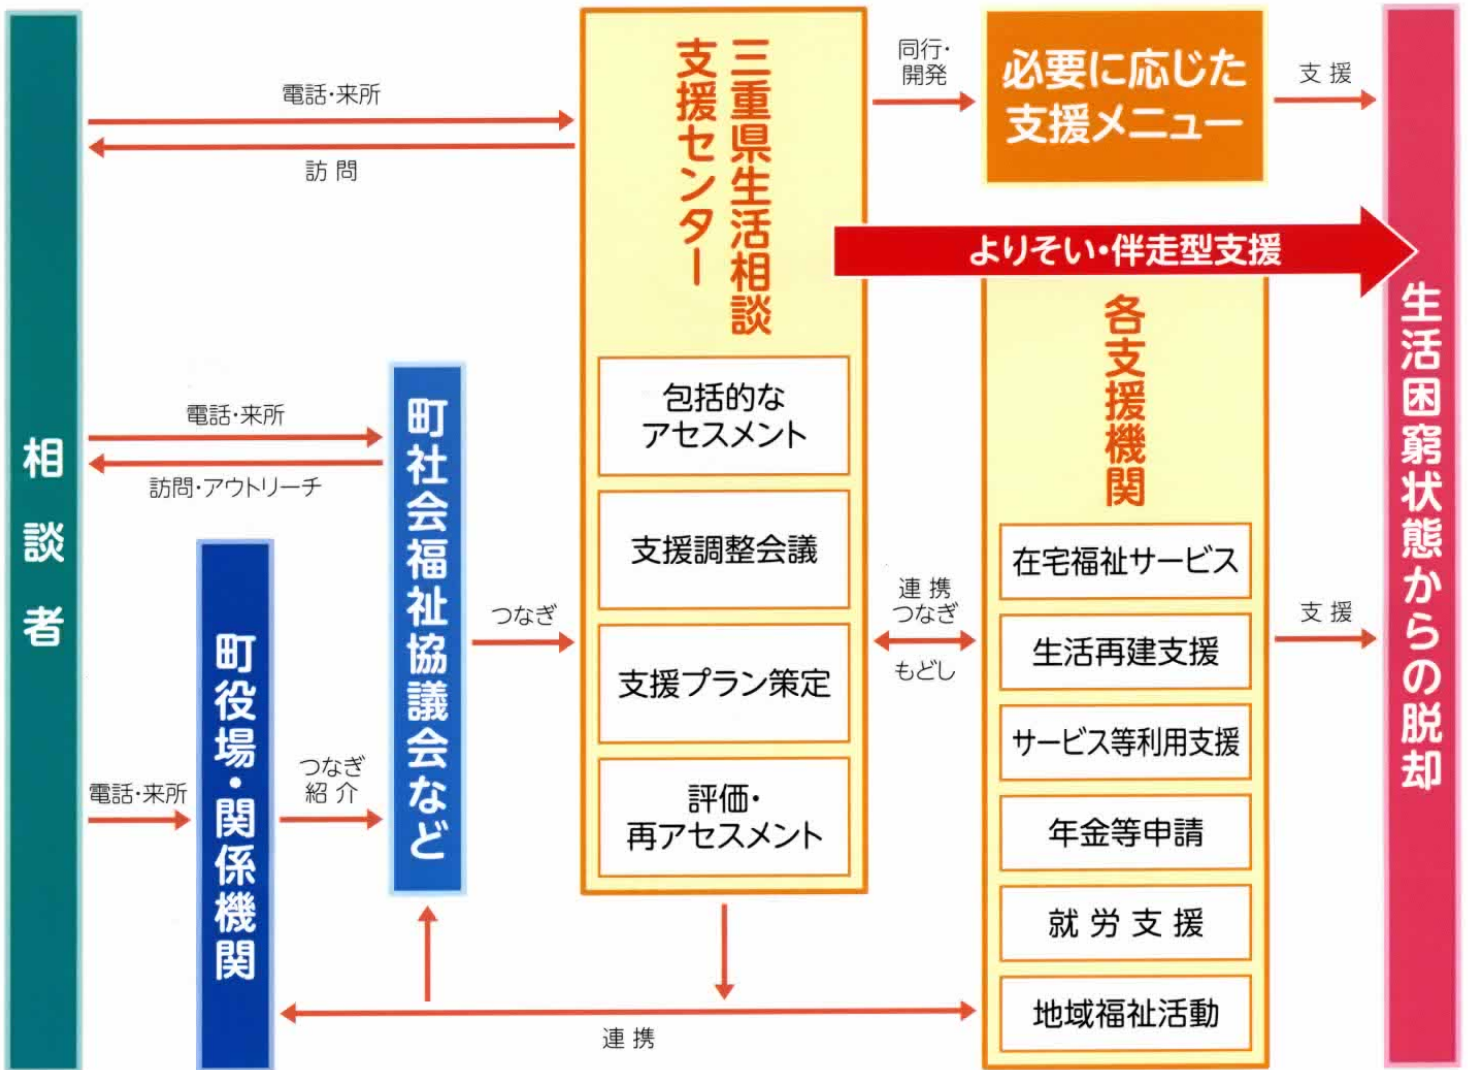 相談者
電話・来所
訪 問
電話・来所
訪問・アウトリーチ
電話・来所
町役場・関係機関
つなぎ
紹 介
町社会福祉協議会など
つなぎ
三重県生活相談
支援センター
包括的な
アセスメント
支援調整会議
支援プラン策定
評価・
再アセスメント
同行・
開発
必要に応じた
支援メニュー
支 援
よりそい・伴走型支援
連 携
つなぎ
もどし
各支援機関
在宅福祉サービス
生活再建支援
サービス等利用支援
年金等申請
就 労 支 援
地域福祉活動
支 援
連 携
生活困窮状態からの脱却